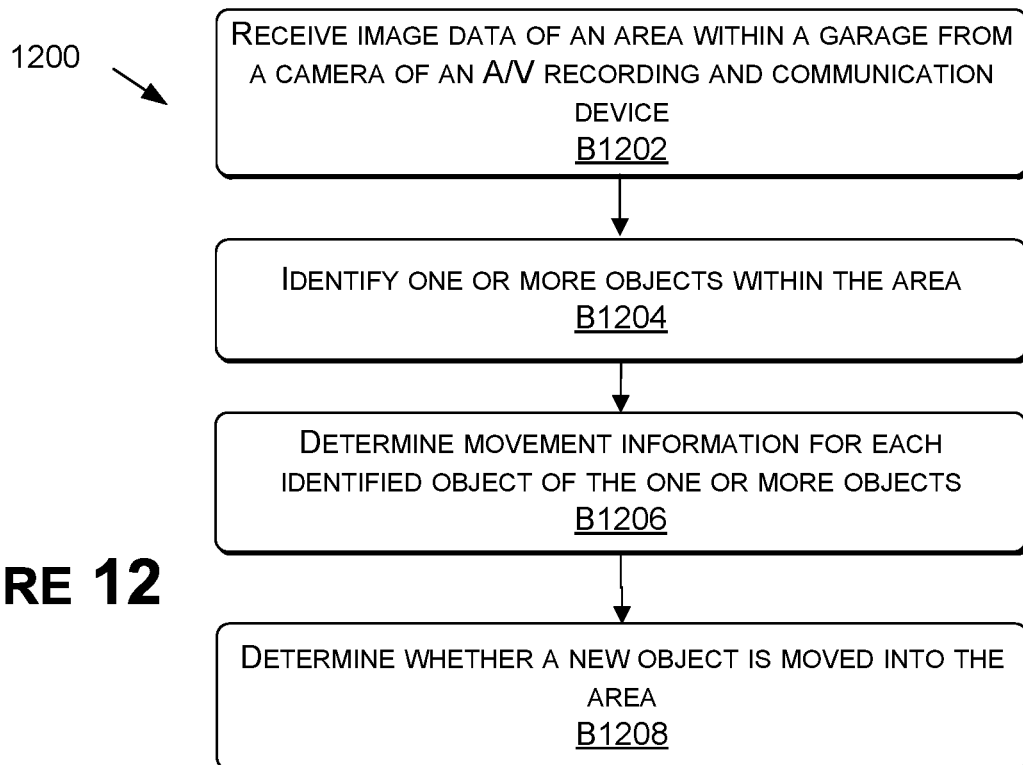 1200
RECEIVE IMAGE DATA OF AN AREA WITHIN A GARAGE FROM
A CAMERA OF AN A/V RECORDING AND COMMUNICATION
DEVICE
B1202
IDENTIFY ONE OR MORE OBJECTS WITHIN THE AREA
B1204
DETERMINE MOVEMENT INFORMATION FOR EACH
IDENTIFIED OBJECT OF THE ONE OR MORE OBJECTS
B1206
RE 12
DETERMINE WHETHER A NEW OBJECT IS MOVED INTO THE
AREA
B1208